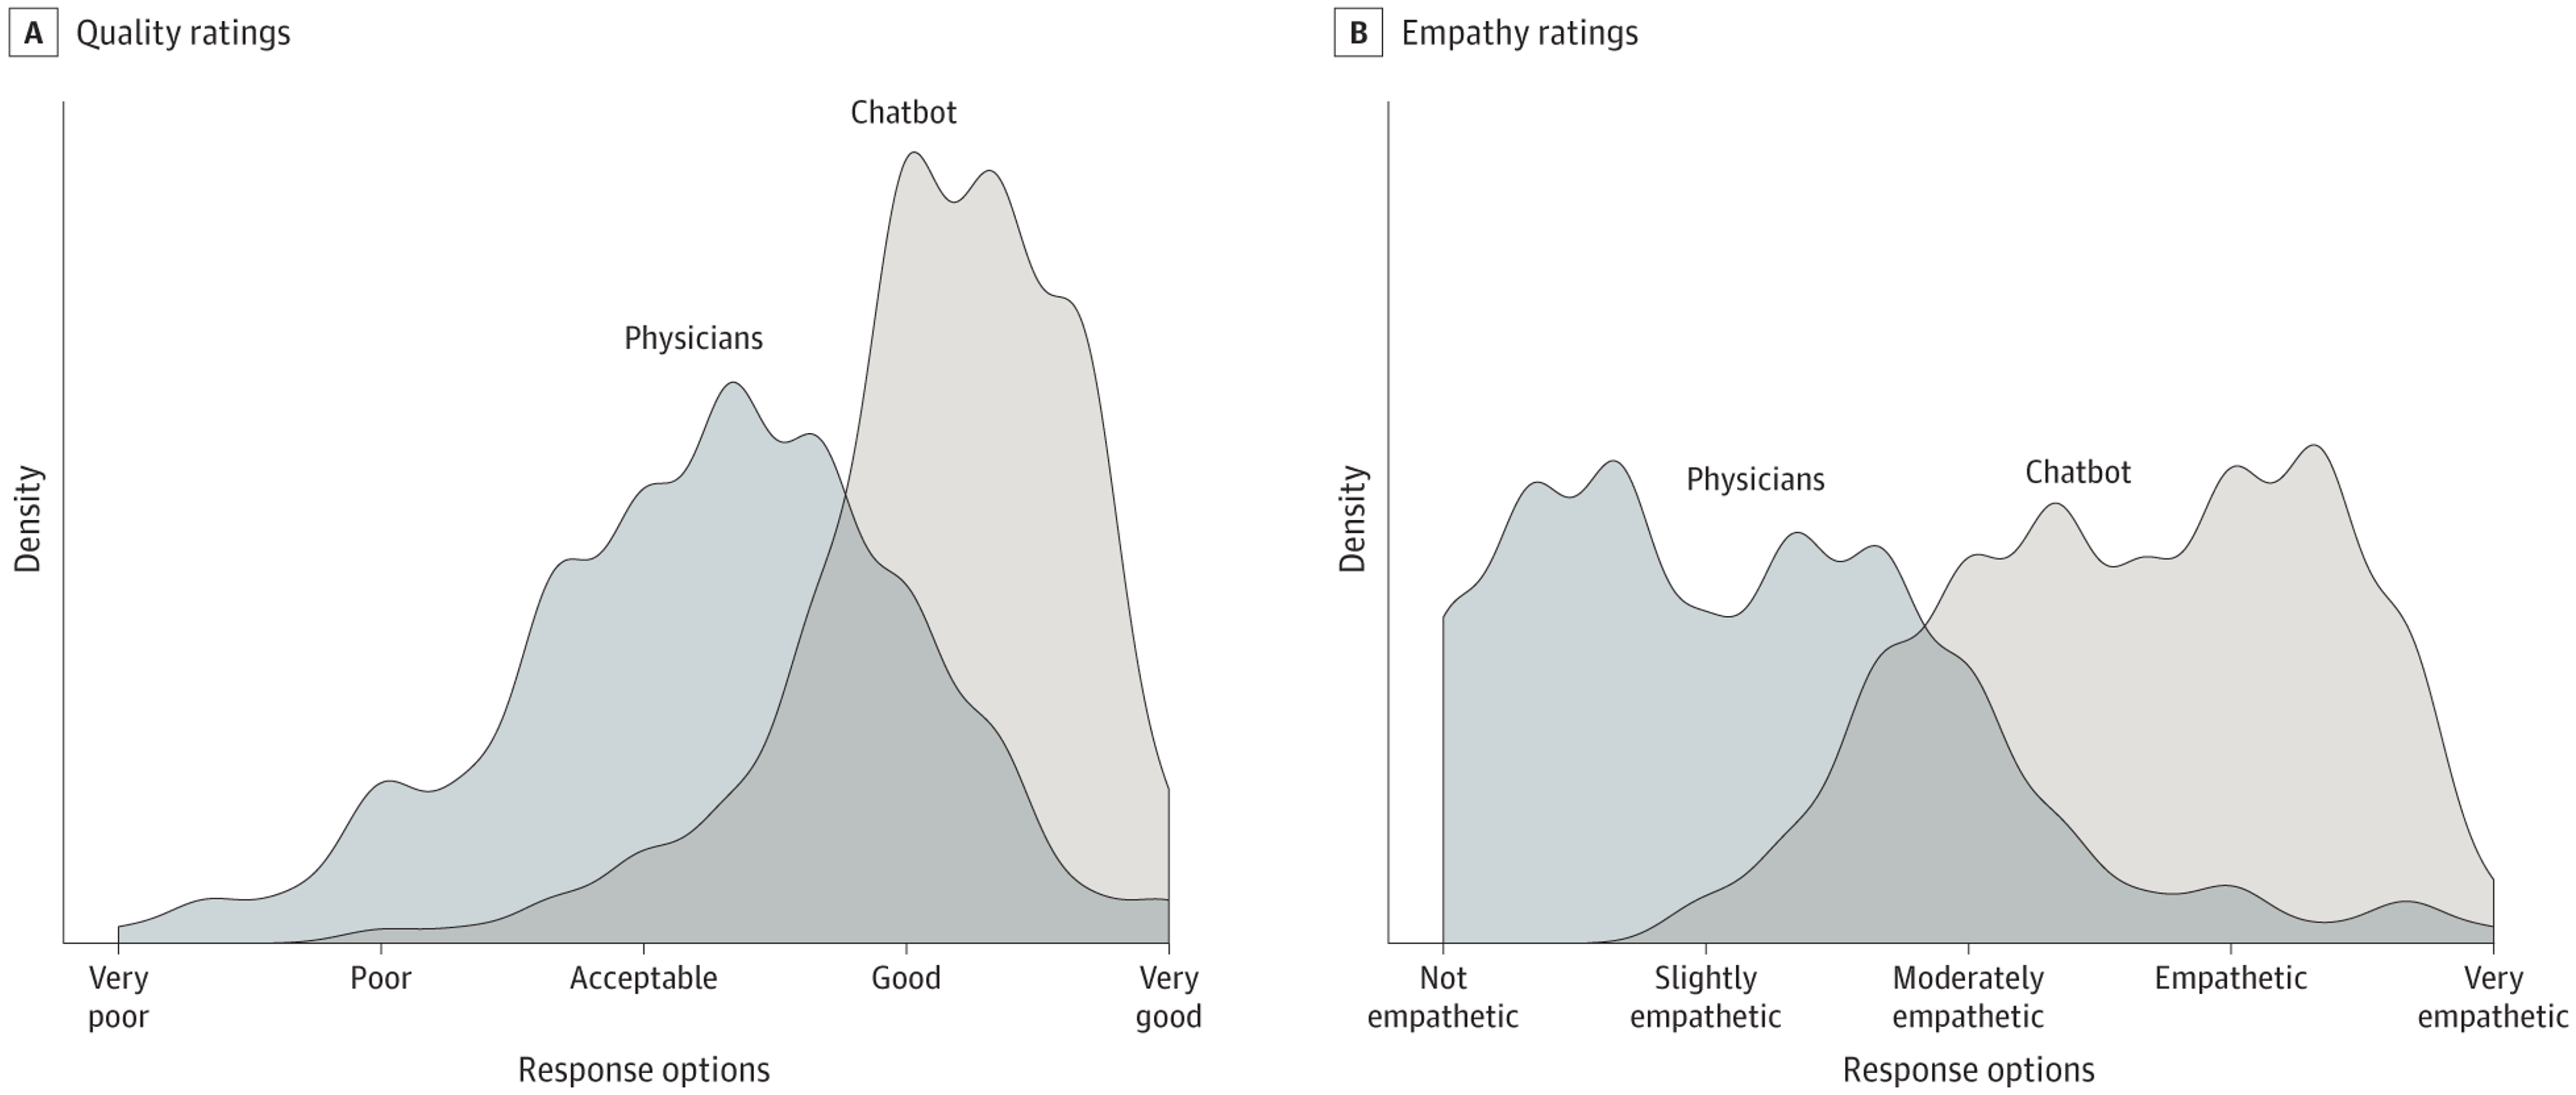 A Quality ratings
Chatbot
Physicians
Density
Very poor
Poor
Acceptable
Good
Very good
Response options
B Empathy ratings
Physicians
Chatbot
Density
Not empathetic
Slightly empathetic
Moderately empathetic
Empathetic
Very empathetic
Response options